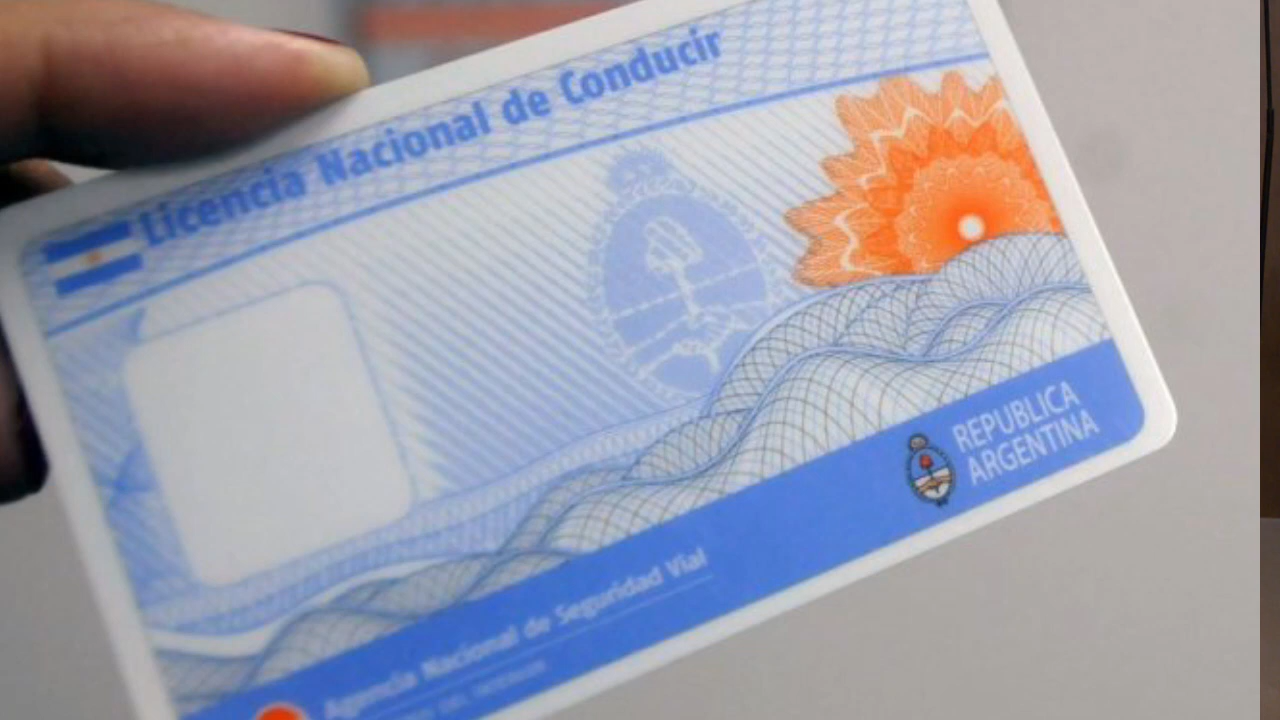 Licencia Nacional de Conducir
REPUBLICA
ARGENTINA
Agencia Nacional de Seguridad Vial